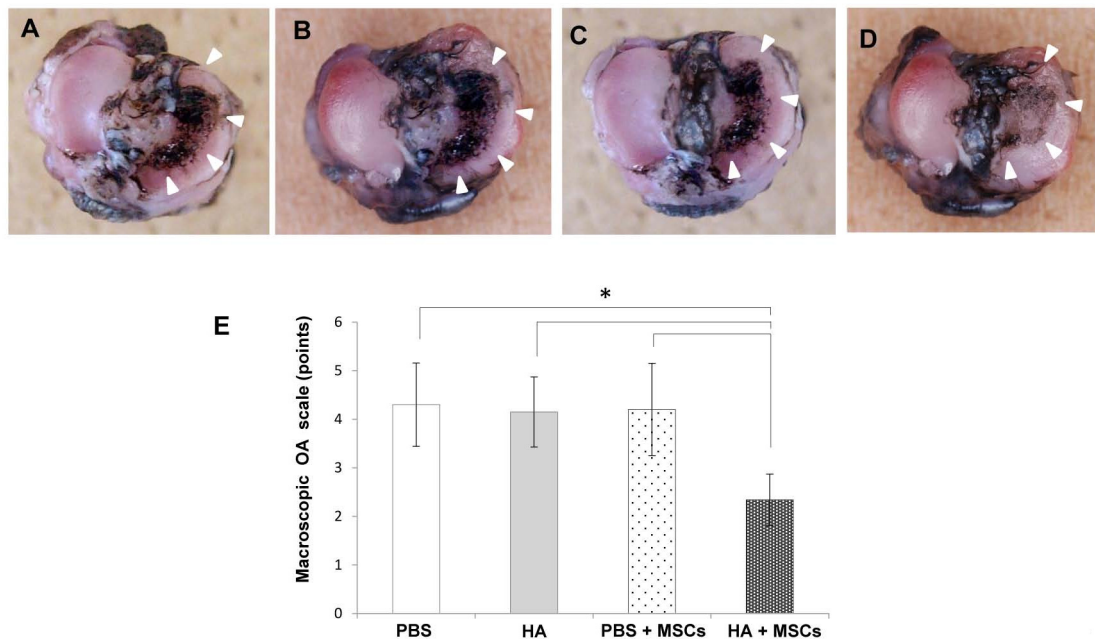 A
B
C
D
E
*
Macroscopic OA scale (points)
6
5
4
3
2
1
0
PBS
HA
PBS + MSCs
HA + MSCs